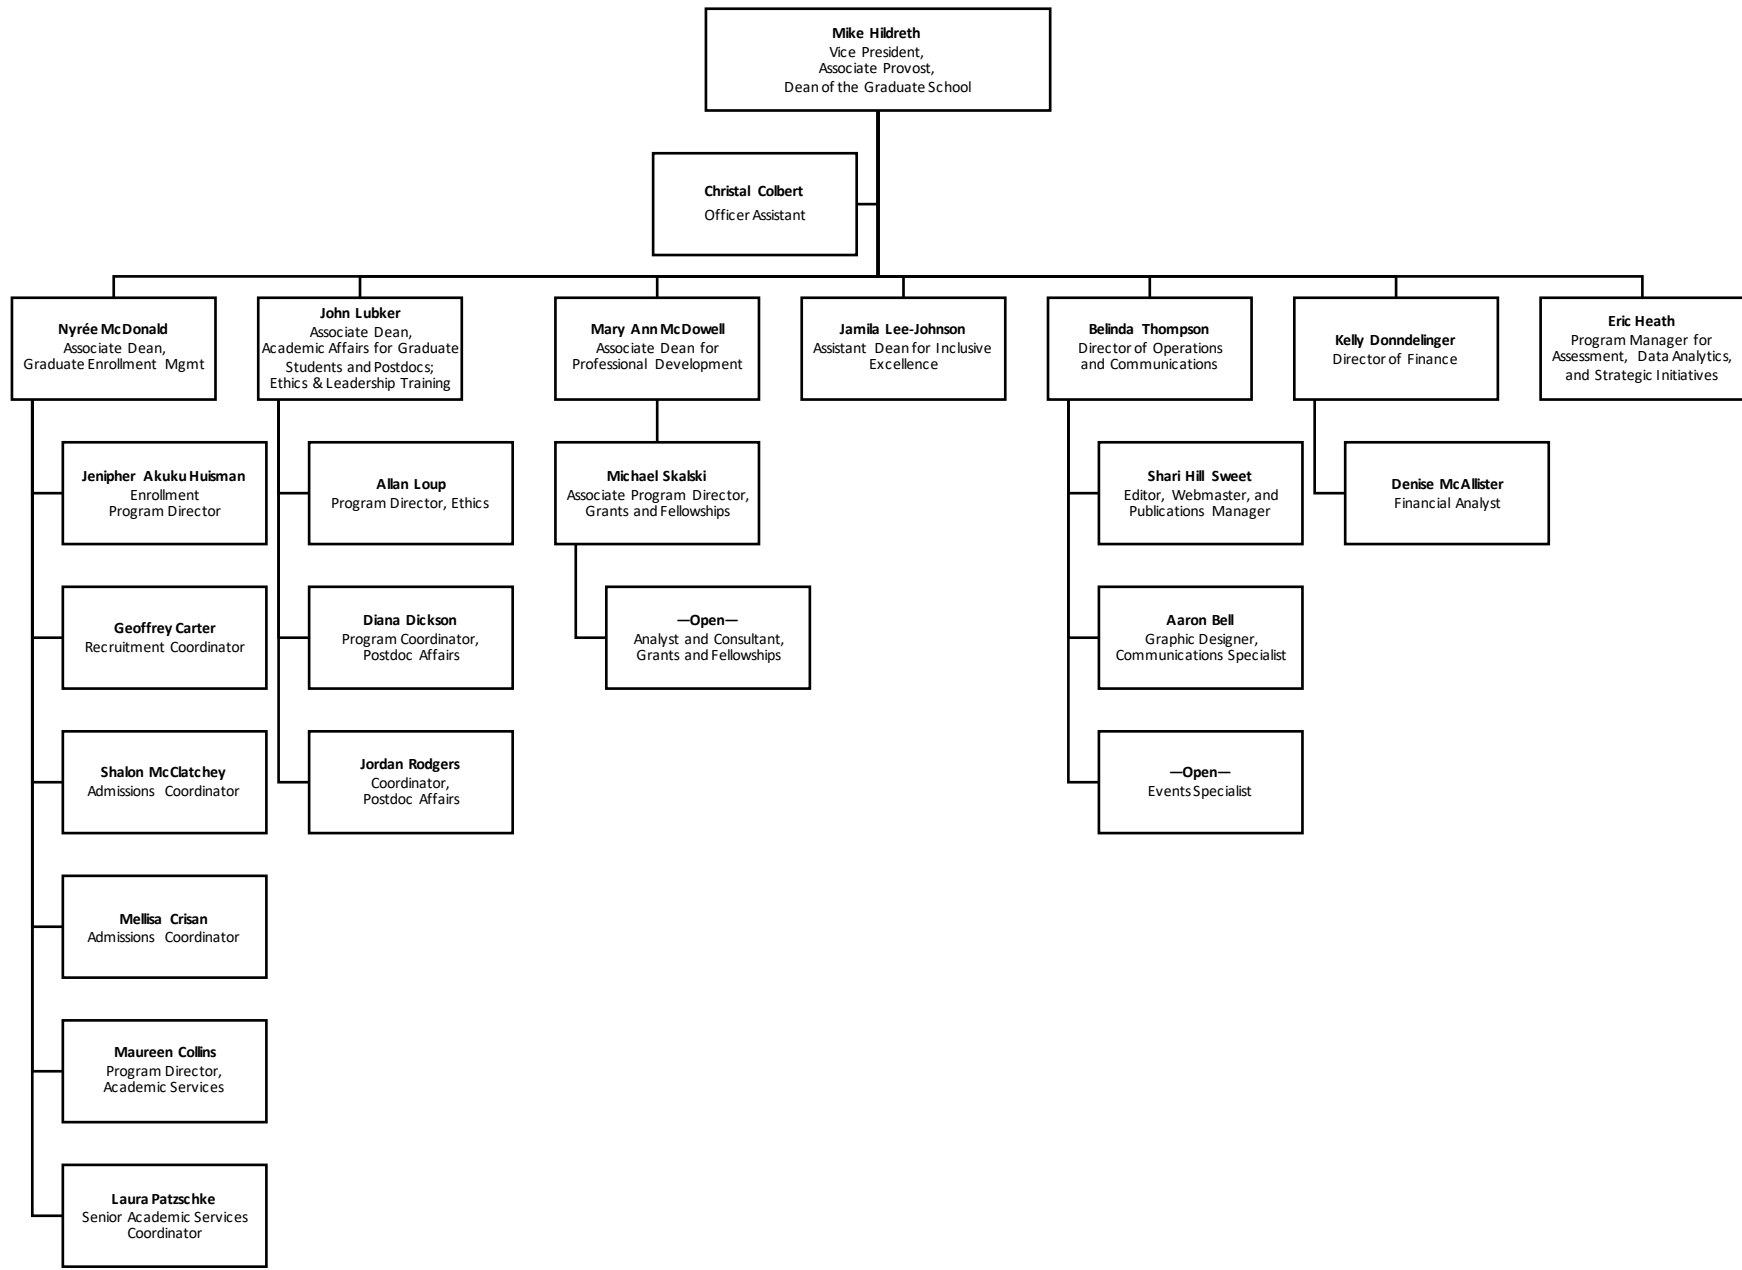 Mike Hildreth
Vice President,
Associate Provost,
Dean of the Graduate School
Christal Colbert
Officer Assistant
Nyrée McDonald
Associate Dean,
Graduate Enrollment Mgmt
John Lubker
Associate Dean,
Academic Affairs for Graduate
Students and Postdocs;
Ethics & Leadership Training
Mary Ann McDowell
Associate Dean for
Professional Development
Jamila Lee-Johnson
Assistant Dean for Inclusive
Excellence
Belinda Thompson
Director of Operations
and Communications
Kelly Donndelinger
Director of Finance
Eric Heath
Program Manager for
Assessment, Data Analytics,
and Strategic Initiatives
Jenipher Akuku Huisman
Enrollment
Program Director
Allan Loup
Program Director, Ethics
Michael Skalski
Associate Program Director,
Grants and Fellowships
Shari Hill Sweet
Editor, Webmaster, and
Publications Manager
Denise McAllister
Financial Analyst
Geoffrey Carter
Recruitment Coordinator
Diana Dickson
Program Coordinator,
Postdoc Affairs
—Open—
Analyst and Consultant,
Grants and Fellowships
Aaron Bell
Graphic Designer,
Communications Specialist
Shalon McClatchey
Admissions Coordinator
Jordan Rodgers
Coordinator,
Postdoc Affairs
—Open—
Events Specialist
Mellisa Crisan
Admissions Coordinator
Maureen Collins
Program Director,
Academic Services
Laura Patzschke
Senior Academic Services
Coordinator